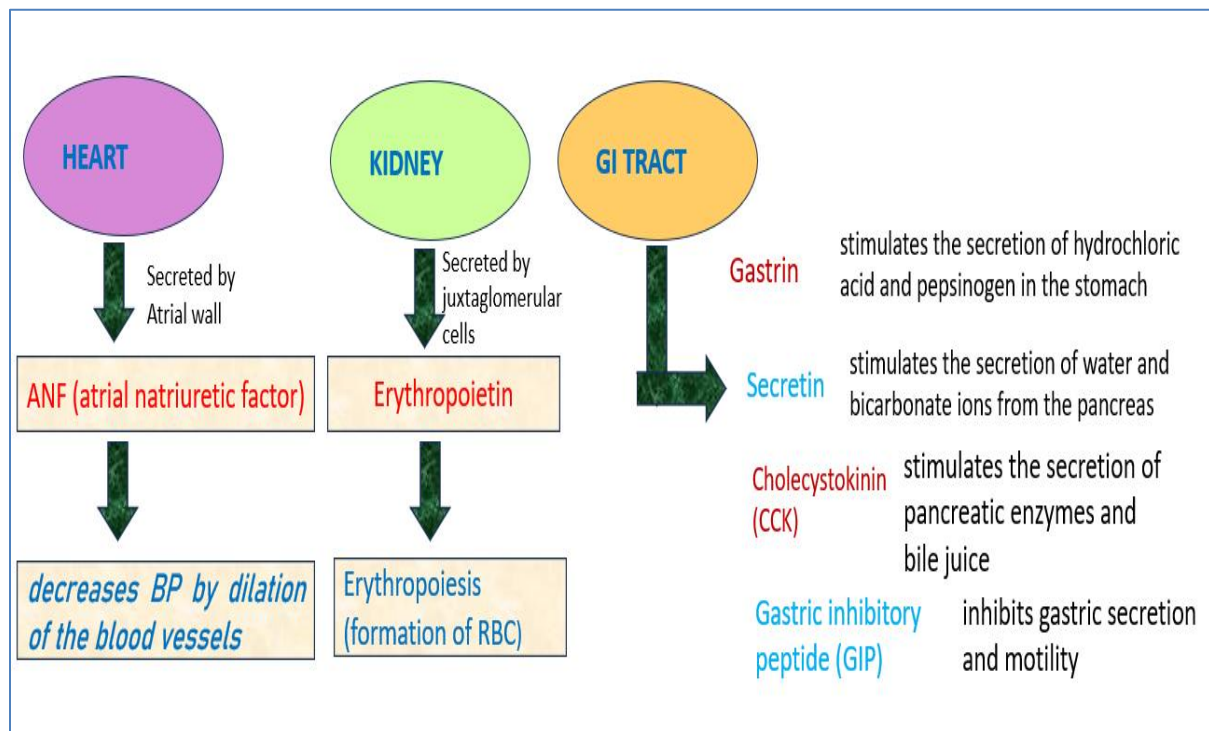 HEART
Secreted by
Atrial wall
ANF (atrial natriuretic factor)
decreases BP by dilation
of the blood vessels
KIDNEY
Secreted by
juxtaglomerular
cells
Erythropoietin
Erythropoiesis
(formation of RBC)
GI TRACT
Gastrin
stimulates the secretion of hydrochloric
acid and pepsinogen in the stomach
Secretin
stimulates the secretion of water and
bicarbonate ions from the pancreas
Cholecystokinin
(CCK)
stimulates the secretion of
pancreatic enzymes and
bile juice
Gastric inhibitory
peptide (GIP)
inhibits gastric secretion
and motility